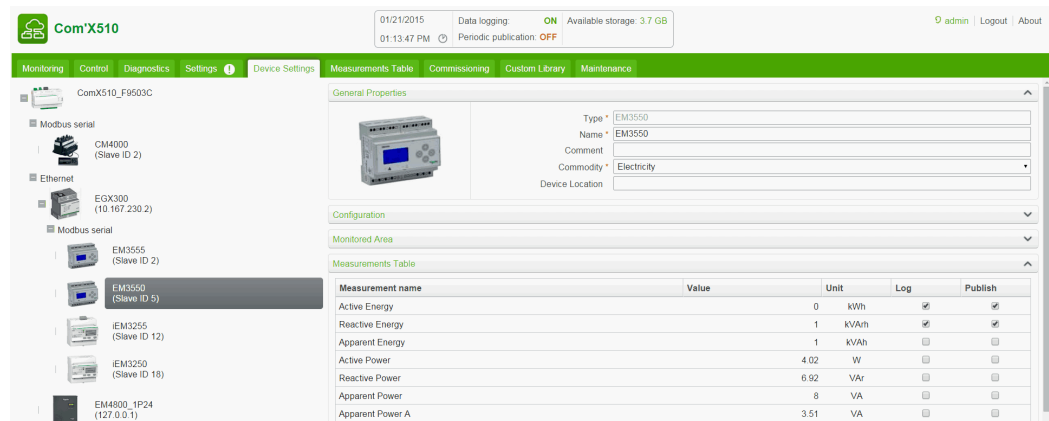 Com'X510
01/21/2015
01:13:47 PM
Data logging: ON
Periodic publication: OFF
Available storage: 3.7 GB
admin | Logout | About
Monitoring Control Diagnostics Settings ! Device Settings Measurements Table Commissioning Custom Library Maintenance
ComX510_F9503C
Modbus serial
CM4000
(Slave ID 2)
Ethernet
EGX300
(10.167.230.2)
Modbus serial
EM3555
(Slave ID 2)
EM3550
(Slave ID 5)
iEM3255
(Slave ID 12)
iEM3250
(Slave ID 18)
EM4800_1P24
(127.0.0.1)
General Properties
Type * EM3550
Name * EM3550
Comment
Commodity * Electricity
Device Location
Configuration
Monitored Area
Measurements Table
Measurement name Value Unit Log Publish
Active Energy 0 kWh
Reactive Energy 1 kVArh
Apparent Energy 1 kVAh
Active Power 4.02 W
Reactive Power 6.92 VAr
Apparent Power 8 VA
Apparent Power A 3.51 VA